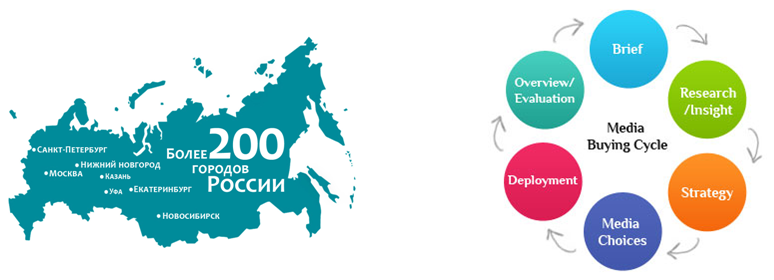 Санкт-Петербург
Нижний Новгород
Москва
Казань
Уфа
Екатеринбург
Новосибирск
Более 200
городов
России
Brief
Research
/Insight
Strategy
Media
Choices
Deployment
Overview/
Evaluation
Media
Buying Cycle